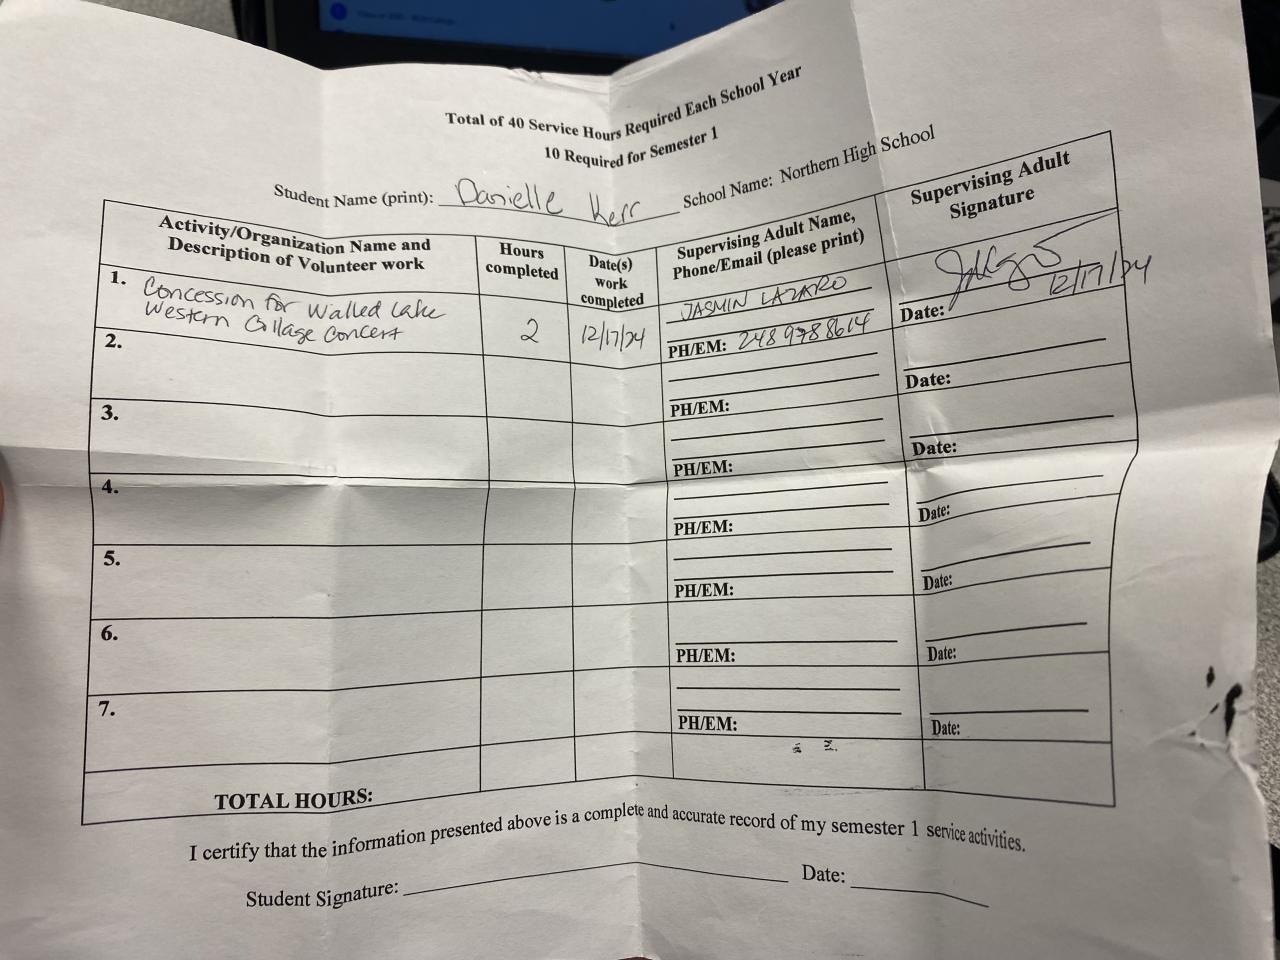 Total of 40 Service Hours Required Each School Year
10 Required for Semester 1
Student Name (print): Danielle Kerr School Name: Northern High School
Activity/Organization Name and
Description of Volunteer work
Hours
completed
Date(s)
work
completed
Supervising Adult Name,
Phone/Email (please print)
Supervising Adult
Signature
1. Concession for Walled Lake
Western Collage Concert
2
12/17/24
JASMIN LAZARO
PH/EM: 2489788614
Date: 12/17/24
2.
PH/EM:
Date:
3.
PH/EM:
Date:
4.
PH/EM:
Date:
5.
PH/EM:
Date:
6.
PH/EM:
Date:
7.
PH/EM:
Date:
TOTAL HOURS:
I certify that the information presented above is a complete and accurate record of my semester 1 service activities.
Student Signature: Date: